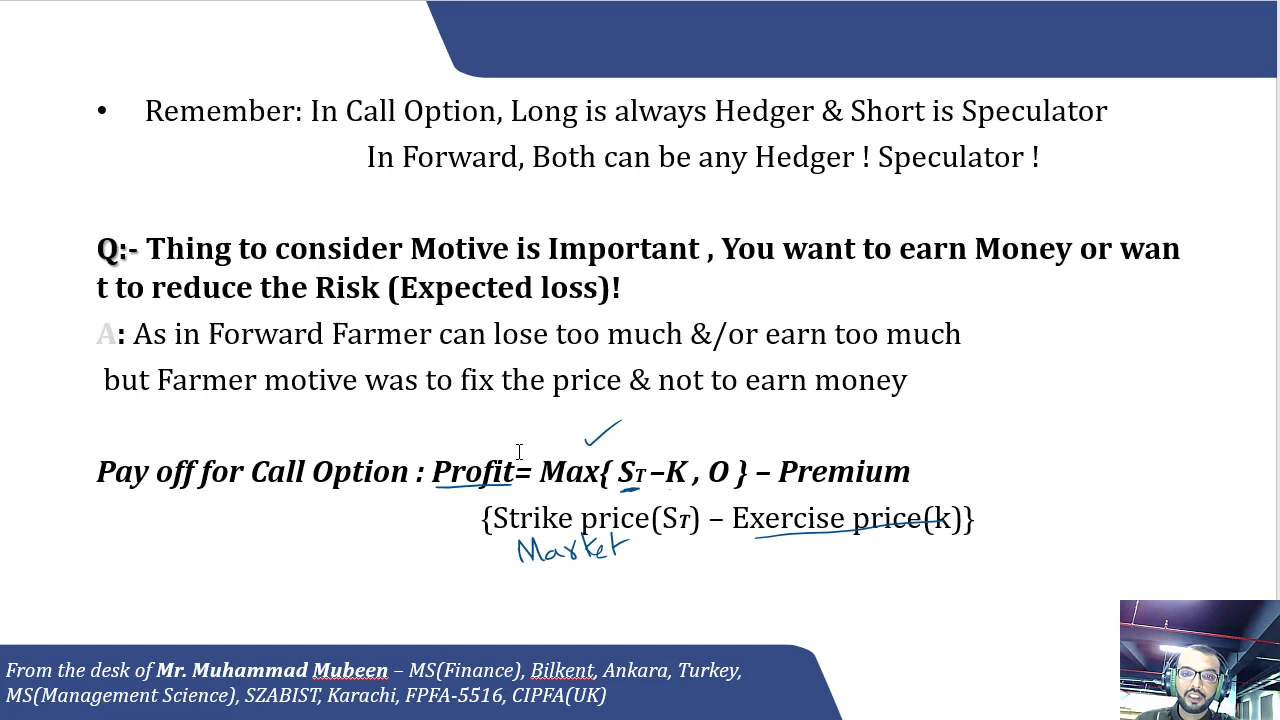 • Remember: In Call Option, Long is always Hedger & Short is Speculator
In Forward, Both can be any Hedger ! Speculator !
Q:- Thing to consider Motive is Important , You want to earn Money or wan
t to reduce the Risk (Expected loss)!
A: As in Forward Farmer can lose too much &/or earn too much
but Farmer motive was to fix the price & not to earn money
Pay off for Call Option : Profit= Max{ ST –K , O } – Premium
{Strike price(ST) – Exercise price(k)}
Market
From the desk of Mr. Muhammad Mubeen – MS(Finance), Bilkent, Ankara, Turkey,
MS(Management Science), SZABIST, Karachi, FPFA-5516, CIPFA(UK)